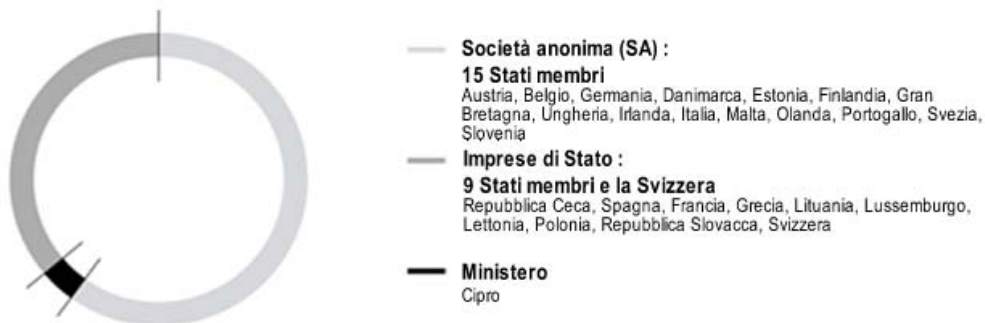 Società anonima (SA) :
15 Stati membri
Austria, Belgio, Germania, Danimarca, Estonia, Finlandia, Gran
Bretagna, Ungheria, Irlanda, Italia, Malta, Olanda, Portogallo, Svezia,
Slovenia
Imprese di Stato :
9 Stati membri e la Svizzera
Repubblica Ceca, Spagna, Francia, Grecia, Lituania, Lussemburgo,
Lettonia, Polonia, Repubblica Slovacca, Svizzera
Ministero
Cipro